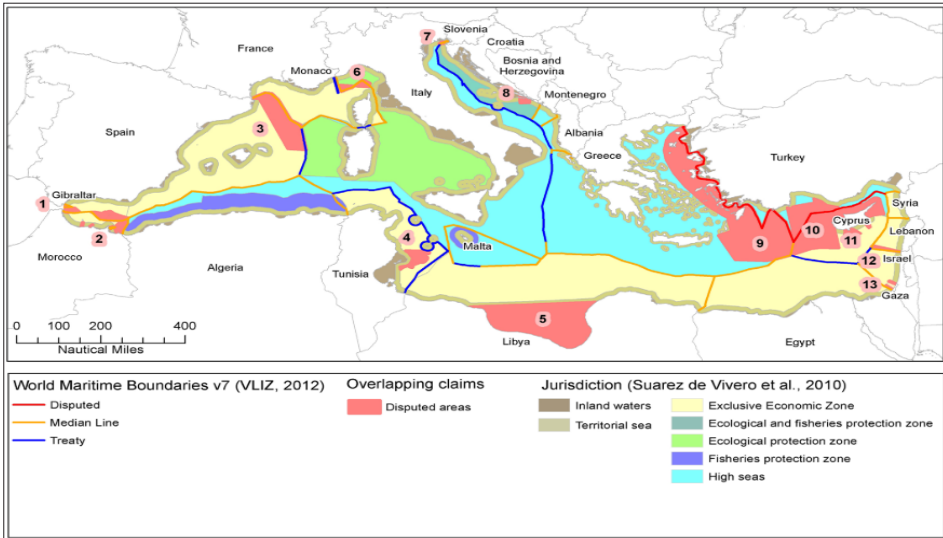 Slovenia
7
Croatia
France
Bosnia and
Herzegovina
Monaco
6
Italy
8
Montenegro
3
Albania
Spain
Greece
Turkey
Gibraltar
1
Syria
Cyprus
10
Lebanon
2
4
Malta
9
11
Morocco
12
Israel
Algeria
Tunisia
13
Gaza
5
0 100 200 400
Nautical Miles
Libya
Egypt
World Maritime Boundaries v7 (VLIZ, 2012)
Disputed
Median Line
Treaty
Overlapping claims
Disputed areas
Jurisdiction (Suarez de Vivero et al., 2010)
Inland waters
Territorial sea
Exclusive Economic Zone
Ecological and fisheries protection zone
Ecological protection zone
Fisheries protection zone
High seas